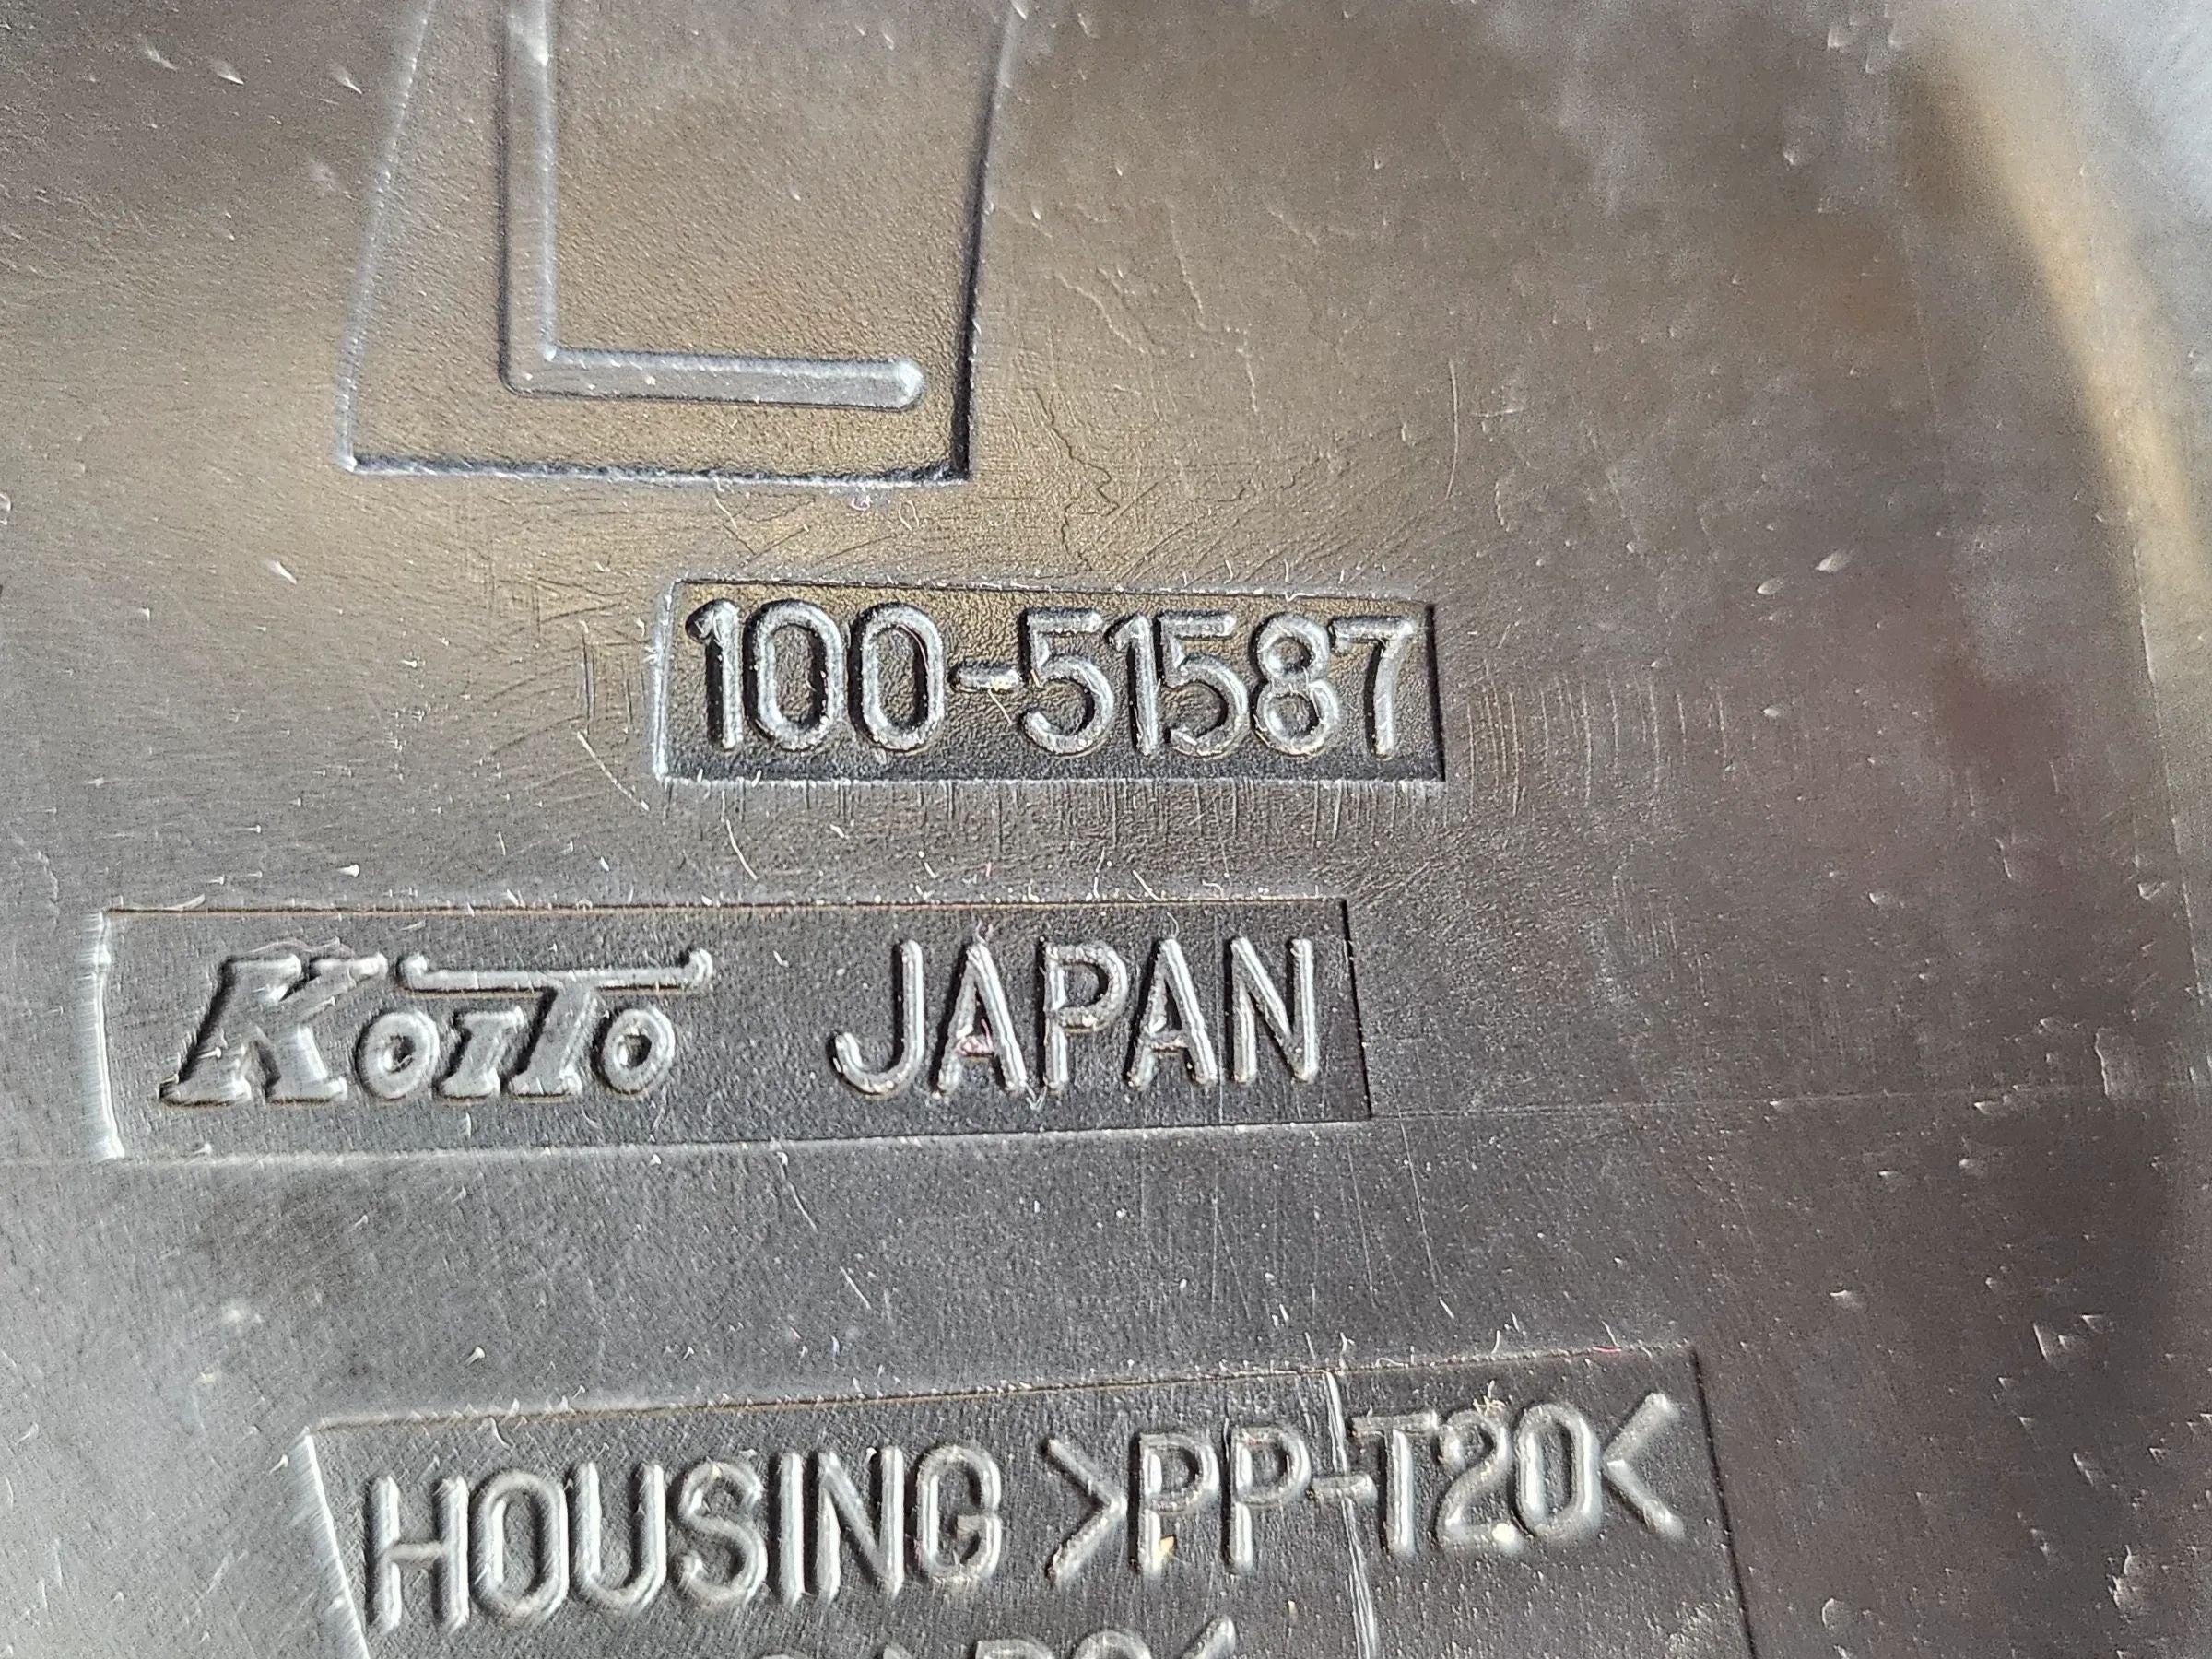 L
100-51587
KOITO JAPAN
HOUSING >PP-T20<